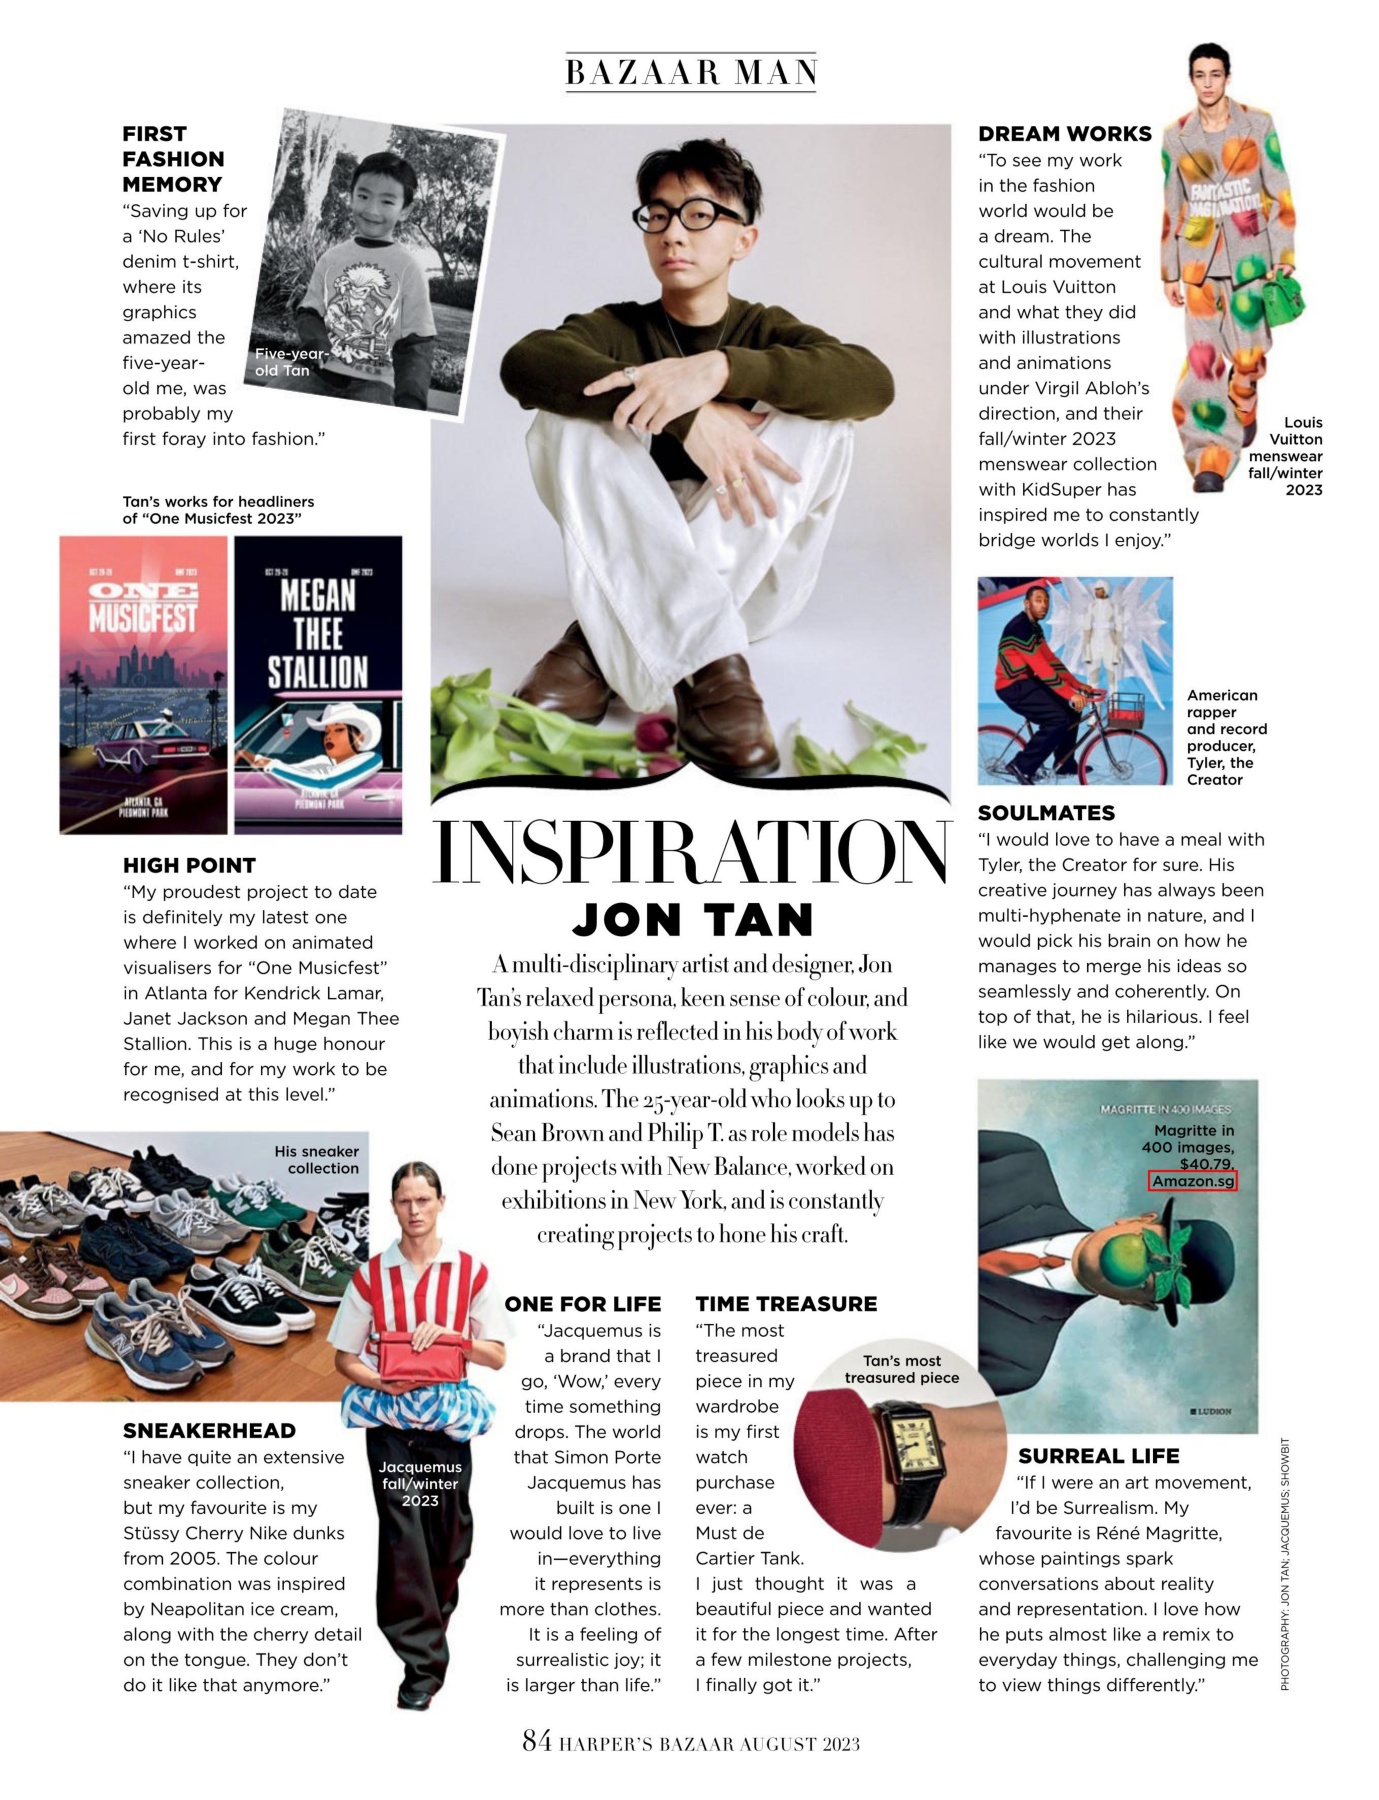 BAZAAR MAN
FIRST
FASHION
MEMORY
“Saving up for
a ‘No Rules’
denim t-shirt,
where its
graphics
amazed the
five-year-
old me, was
probably my
first foray into fashion.”
Five-year-
old Tan
Tan’s works for headliners
of “One Musicfest 2023”
OCT 28-29
OMF 2023
ONE
MUSICFEST
ATLANTA, GA
PIEDMONT PARK
OCT 28-29
OMF 2023
MEGAN
THEE
STALLION
ATLANTA, GA
PIEDMONT PARK
HIGH POINT
“My proudest project to date
is definitely my latest one
where I worked on animated
visualisers for “One Musicfest”
in Atlanta for Kendrick Lamar,
Janet Jackson and Megan Thee
Stallion. This is a huge honour
for me, and for my work to be
recognised at this level.”
His sneaker
collection
SNEAKERHEAD
“I have quite an extensive
sneaker collection,
but my favourite is my
Stüssy Cherry Nike dunks
from 2005. The colour
combination was inspired
by Neapolitan ice cream,
along with the cherry detail
on the tongue. They don’t
do it like that anymore.”
Jacquemus
fall/winter
2023
INSPIRATION
JON TAN
A multi-disciplinary artist and designer, Jon
Tan’s relaxed persona, keen sense of colour, and
boyish charm is reflected in his body of work
that include illustrations, graphics and
animations. The 25-year-old who looks up to
Sean Brown and Philip T. as role models has
done projects with New Balance, worked on
exhibitions in New York, and is constantly
creating projects to hone his craft.
ONE FOR LIFE
“Jacquemus is
a brand that I
go, ‘Wow,’ every
time something
drops. The world
that Simon Porte
Jacquemus has
built is one I
would love to live
in—everything
it represents is
more than clothes.
It is a feeling of
surrealistic joy; it
is larger than life.”
TIME TREASURE
“The most
treasured
piece in my
wardrobe
is my first
watch
purchase
ever: a
Must de
Cartier Tank.
I just thought it was a
beautiful piece and wanted
it for the longest time. After
a few milestone projects,
I finally got it.”
Tan’s most
treasured piece
DREAM WORKS
“To see my work
in the fashion
world would be
a dream. The
cultural movement
at Louis Vuitton
and what they did
with illustrations
and animations
under Virgil Abloh’s
direction, and their
fall/winter 2023
menswear collection
with KidSuper has
inspired me to constantly
bridge worlds I enjoy.”
FANTASTIC
IMAGINATION
Louis
Vuitton
menswear
fall/winter
2023
American
rapper
and record
producer,
Tyler, the
Creator
SOULMATES
“I would love to have a meal with
Tyler, the Creator for sure. His
creative journey has always been
multi-hyphenate in nature, and I
would pick his brain on how he
manages to merge his ideas so
seamlessly and coherently. On
top of that, he is hilarious. I feel
like we would get along.”
MAGRITTE IN 400 IMAGES
Magritte in
400 images,
$40.79,
Amazon.sg
LUDION
SURREAL LIFE
“If I were an art movement,
I’d be Surrealism. My
favourite is Réné Magritte,
whose paintings spark
conversations about reality
and representation. I love how
he puts almost like a remix to
everyday things, challenging me
to view things differently.”
PHOTOGRAPHY: JON TAN; JACQUEMUS; SHOWBIT
84 HARPER’S BAZAAR AUGUST 2023